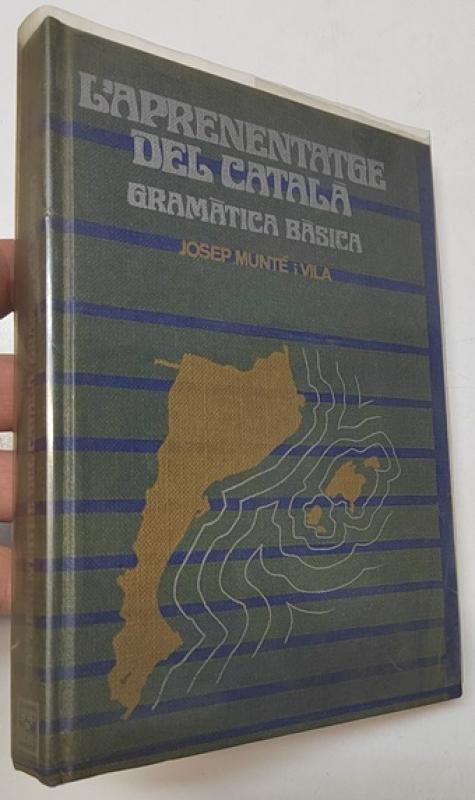 L'APRENENTATGE
DEL CATALÀ
GRAMÀTICA BÀSICA
JOSEP MUNTÉ i VILA